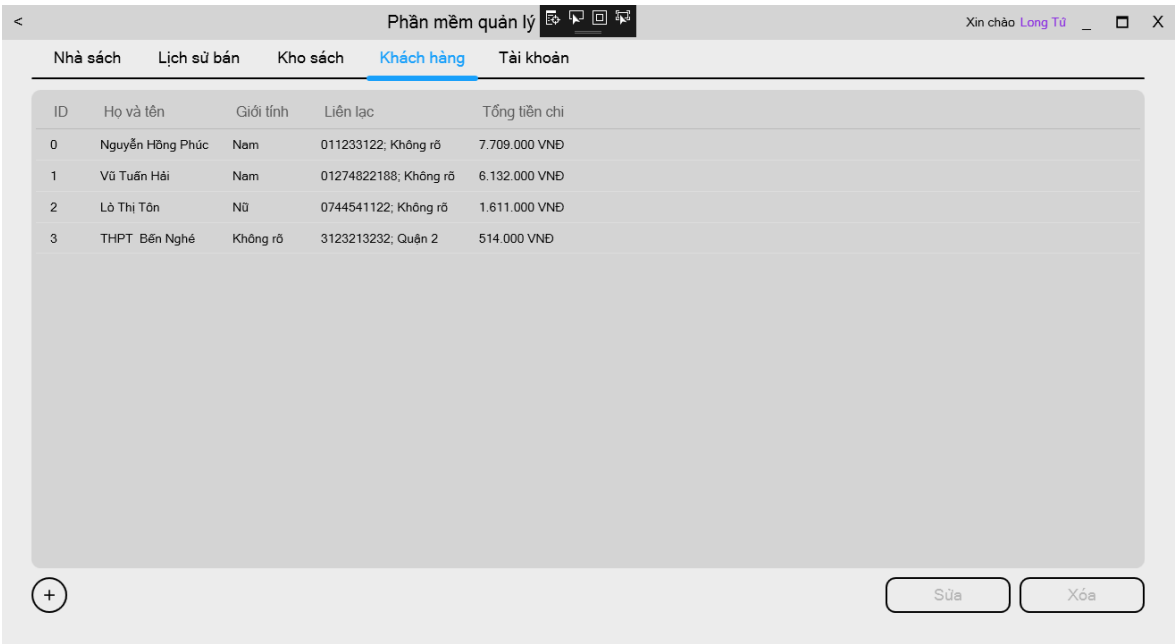 < Phần mềm quản lý Xin chào Long Tứ _ X
Nhà sách Lịch sử bán Kho sách Khách hàng Tài khoản
ID Họ và tên Giới tính Liên lạc Tổng tiền chi
0 Nguyễn Hồng Phúc Nam 011233122; Không rõ 7.709.000 VNĐ
1 Vũ Tuấn Hải Nam 01274822188; Không rõ 6.132.000 VNĐ
2 Lò Thị Tôn Nữ 0744541122; Không rõ 1.611.000 VNĐ
3 THPT Bến Nghé Không rõ 3123213232; Quận 2 514.000 VNĐ
+ Sửa Xóa